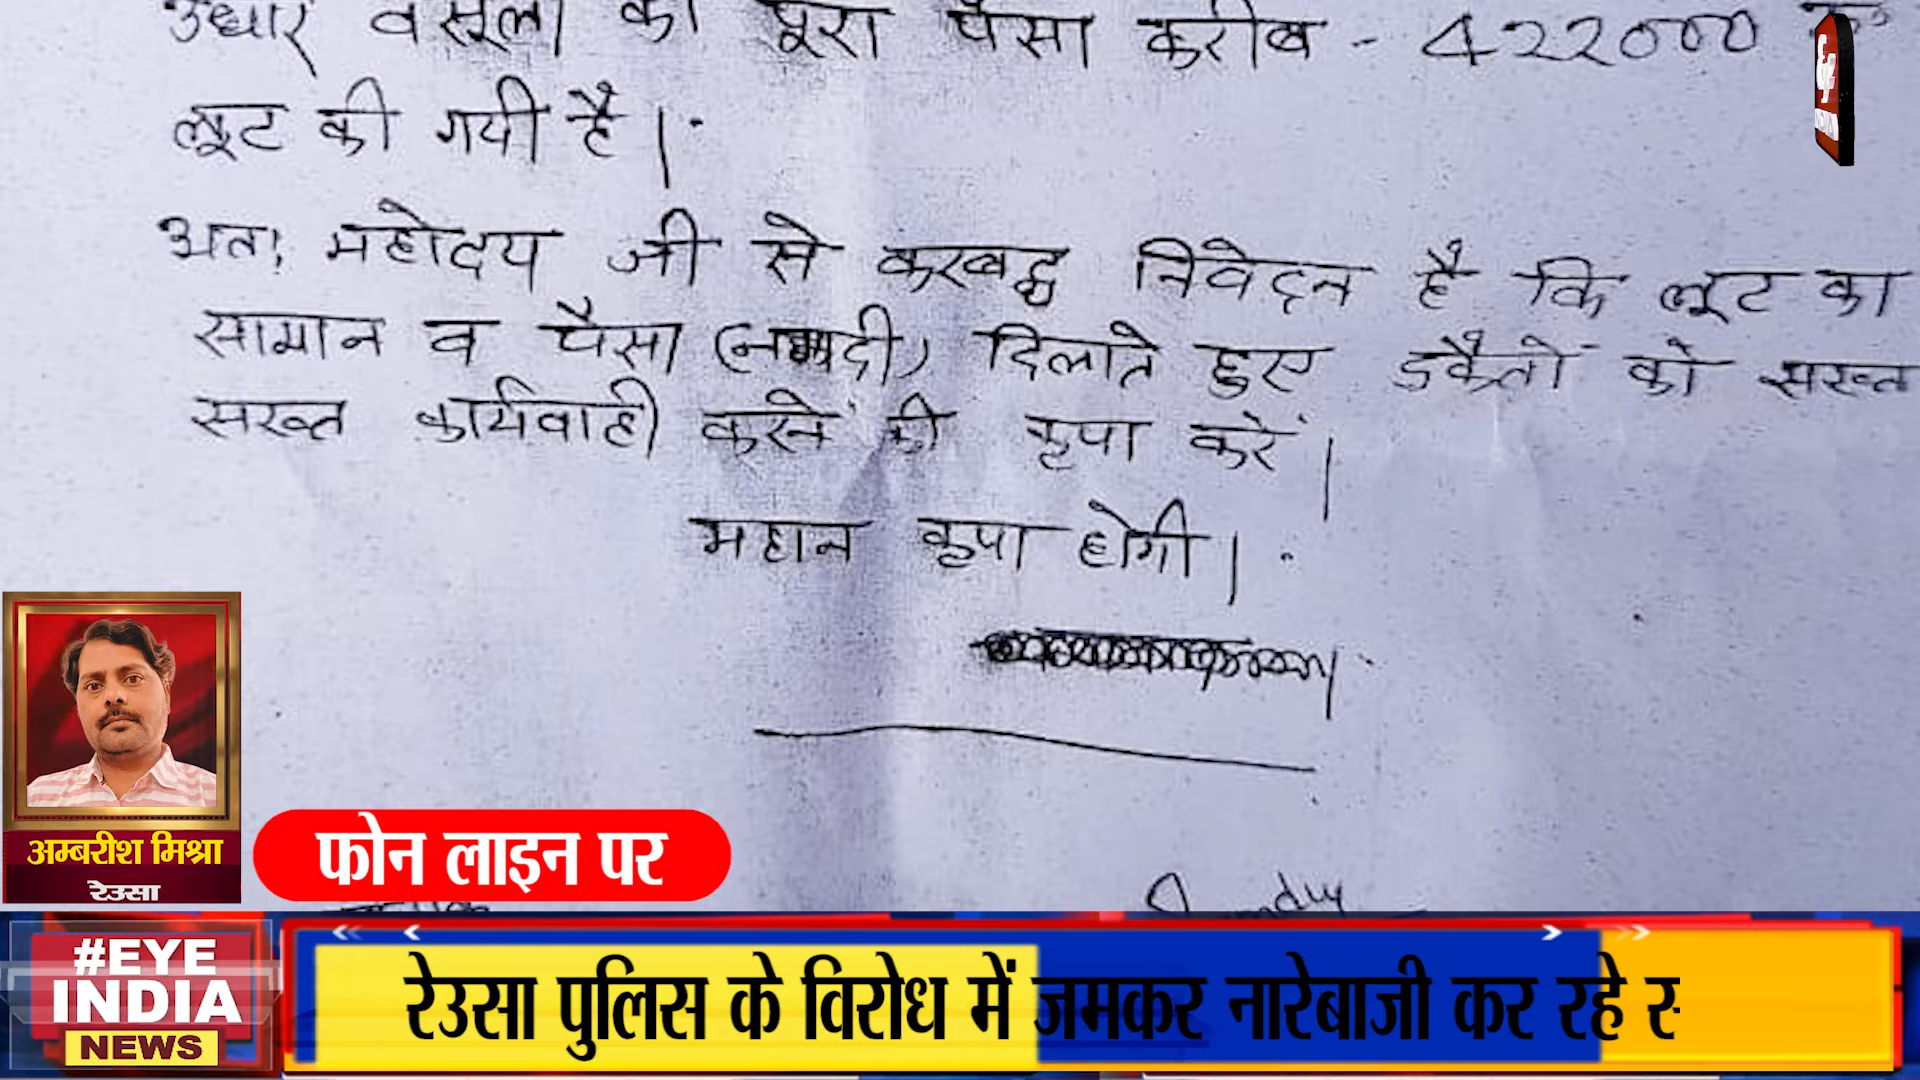 उधार वसूली का पूरा पैसा करीब - 422000 रू
लूट की गयी है।
अतः महोदय जी से करबद्ध निवेदन है कि लूट का
सामान व पैसा (नगदी) दिलाते हुए डकैतों को सख्त
सख्त कार्यवाही करने की कृपा करें।
महान कृपा होगी।
अम्बरीश मिश्रा
रेउसा
फोन लाइन पर
#EYE
INDIA
NEWS
रेउसा पुलिस के विरोध में जमकर नारेबाजी कर रहे